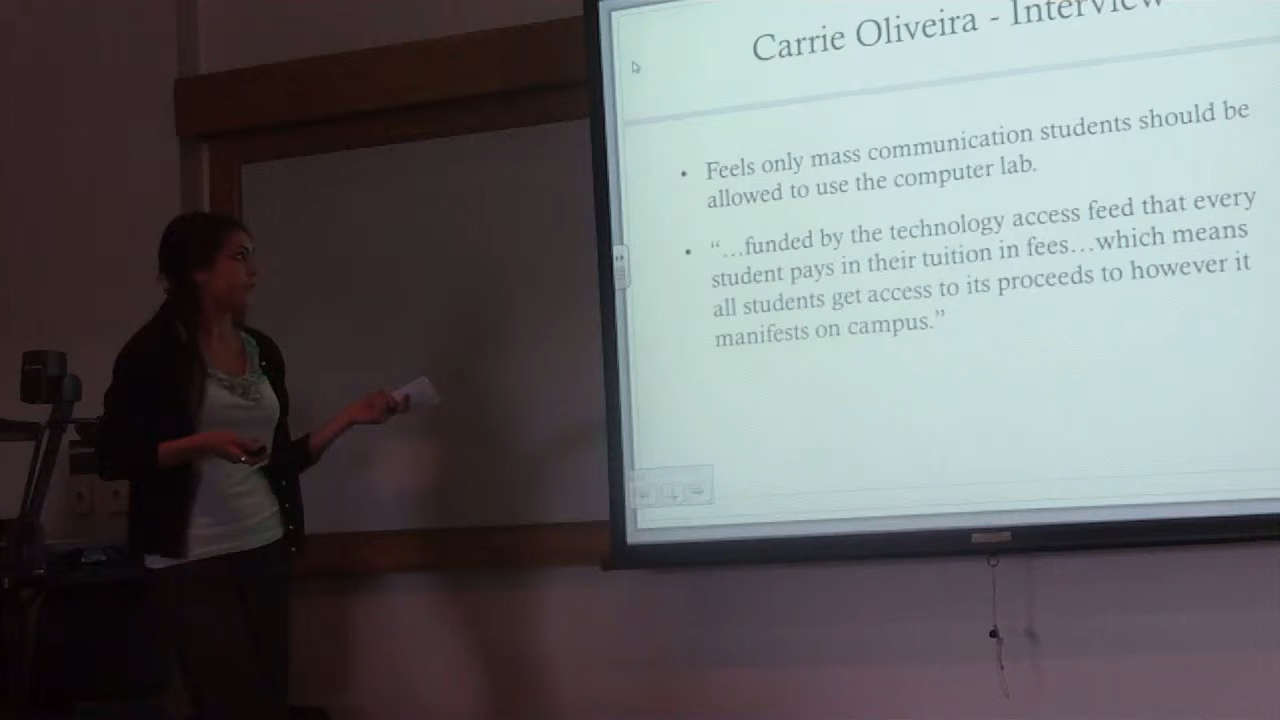 Carrie Oliveira - Interview
• Feels only mass communication students should be
allowed to use the computer lab.
• “…funded by the technology access feed that every
student pays in their tuition in fees…which means
all students get access to its proceeds to however it
manifests on campus.”